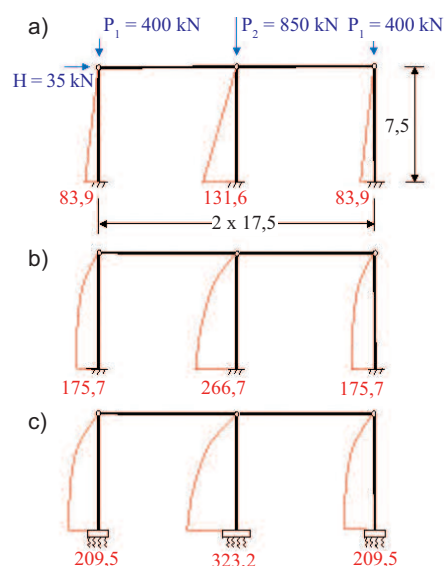 a) P₁ = 400 kN P₂ = 850 kN P₁ = 400 kN
H = 35 kN
7,5
83,9 131,6 83,9
2 x 17,5
b)
175,7 266,7 175,7
c)
209,5 323,2 209,5